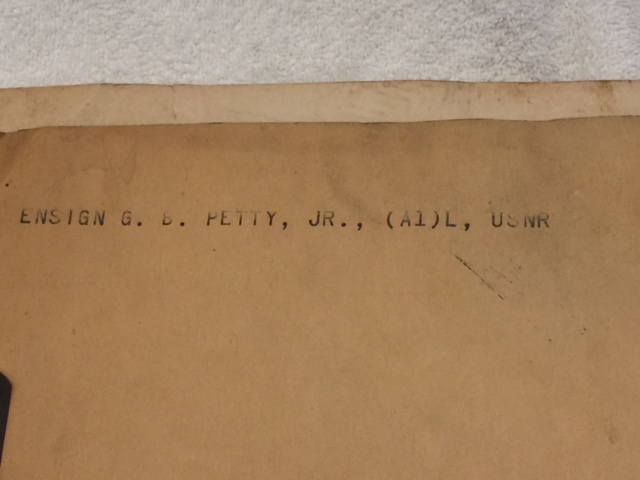 ENSIGN G. B. PETTY, JR., (A1)L, USNR